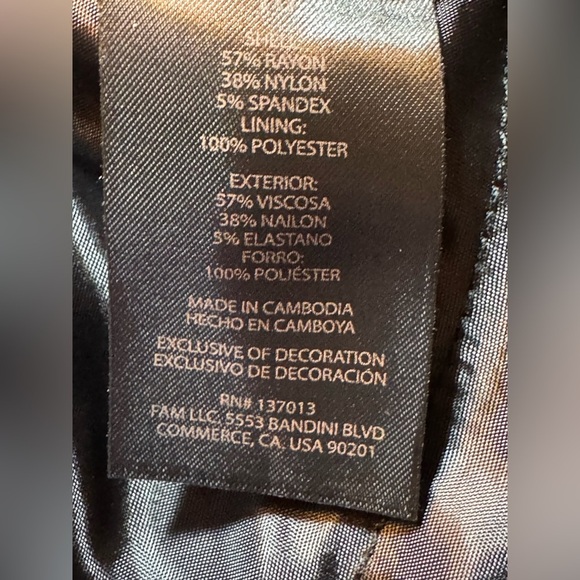 SHELL:
57% RAYON
38% NYLON
5% SPANDEX
LINING:
100% POLYESTER
EXTERIOR:
57% VISCOSA
38% NAILON
5% ELASTANO
FORRO:
100% POLIÉSTER
MADE IN CAMBODIA
HECHO EN CAMBOYA
EXCLUSIVE OF DECORATION
EXCLUSIVO DE DECORACIÓN
RN# 137013
FAM LLC. 5553 BANDINI BLVD
COMMERCE, CA. USA 90201